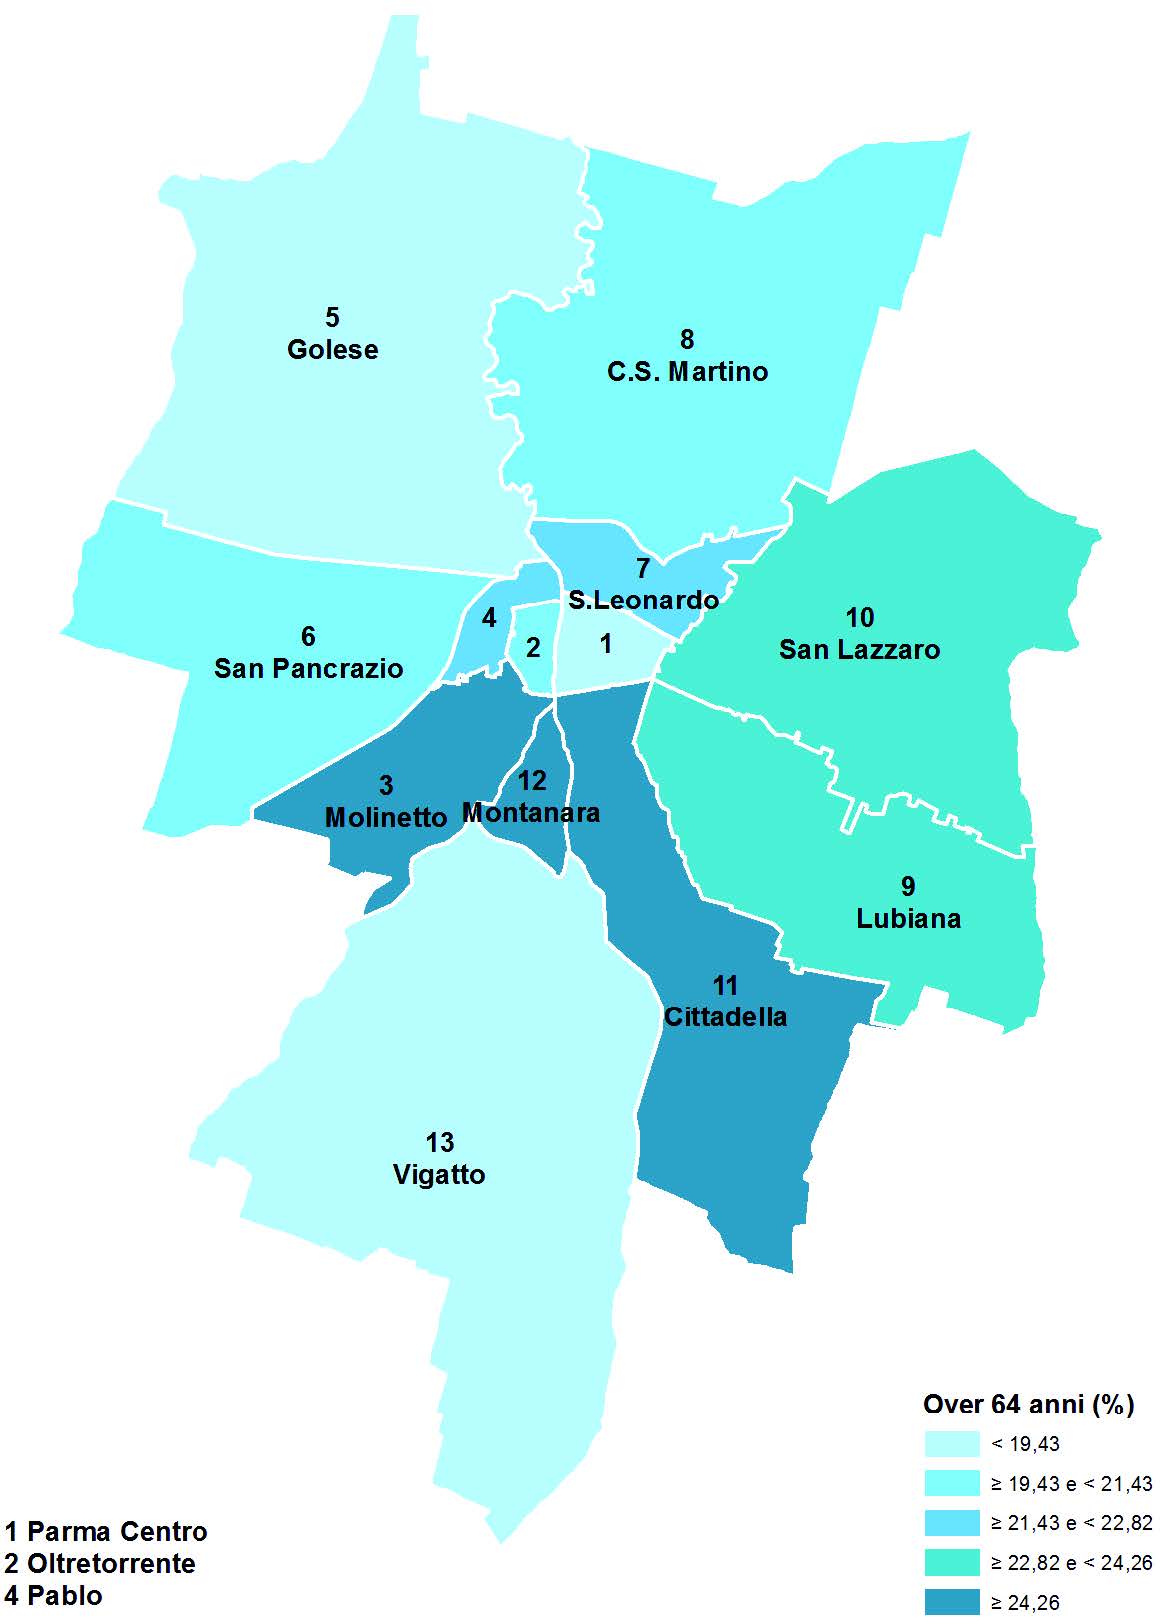 5
Golese
8
C.S. Martino
7
S.Leonardo
4
2
1
6
San Pancrazio
10
San Lazzaro
3
Molinetto
12
Montanara
9
Lubiana
11
Cittadella
13
Vigatto
Over 64 anni (%)
< 19,43
≥ 19,43 e < 21,43
≥ 21,43 e < 22,82
≥ 22,82 e < 24,26
≥ 24,26
1 Parma Centro
2 Oltretorrente
4 Pablo